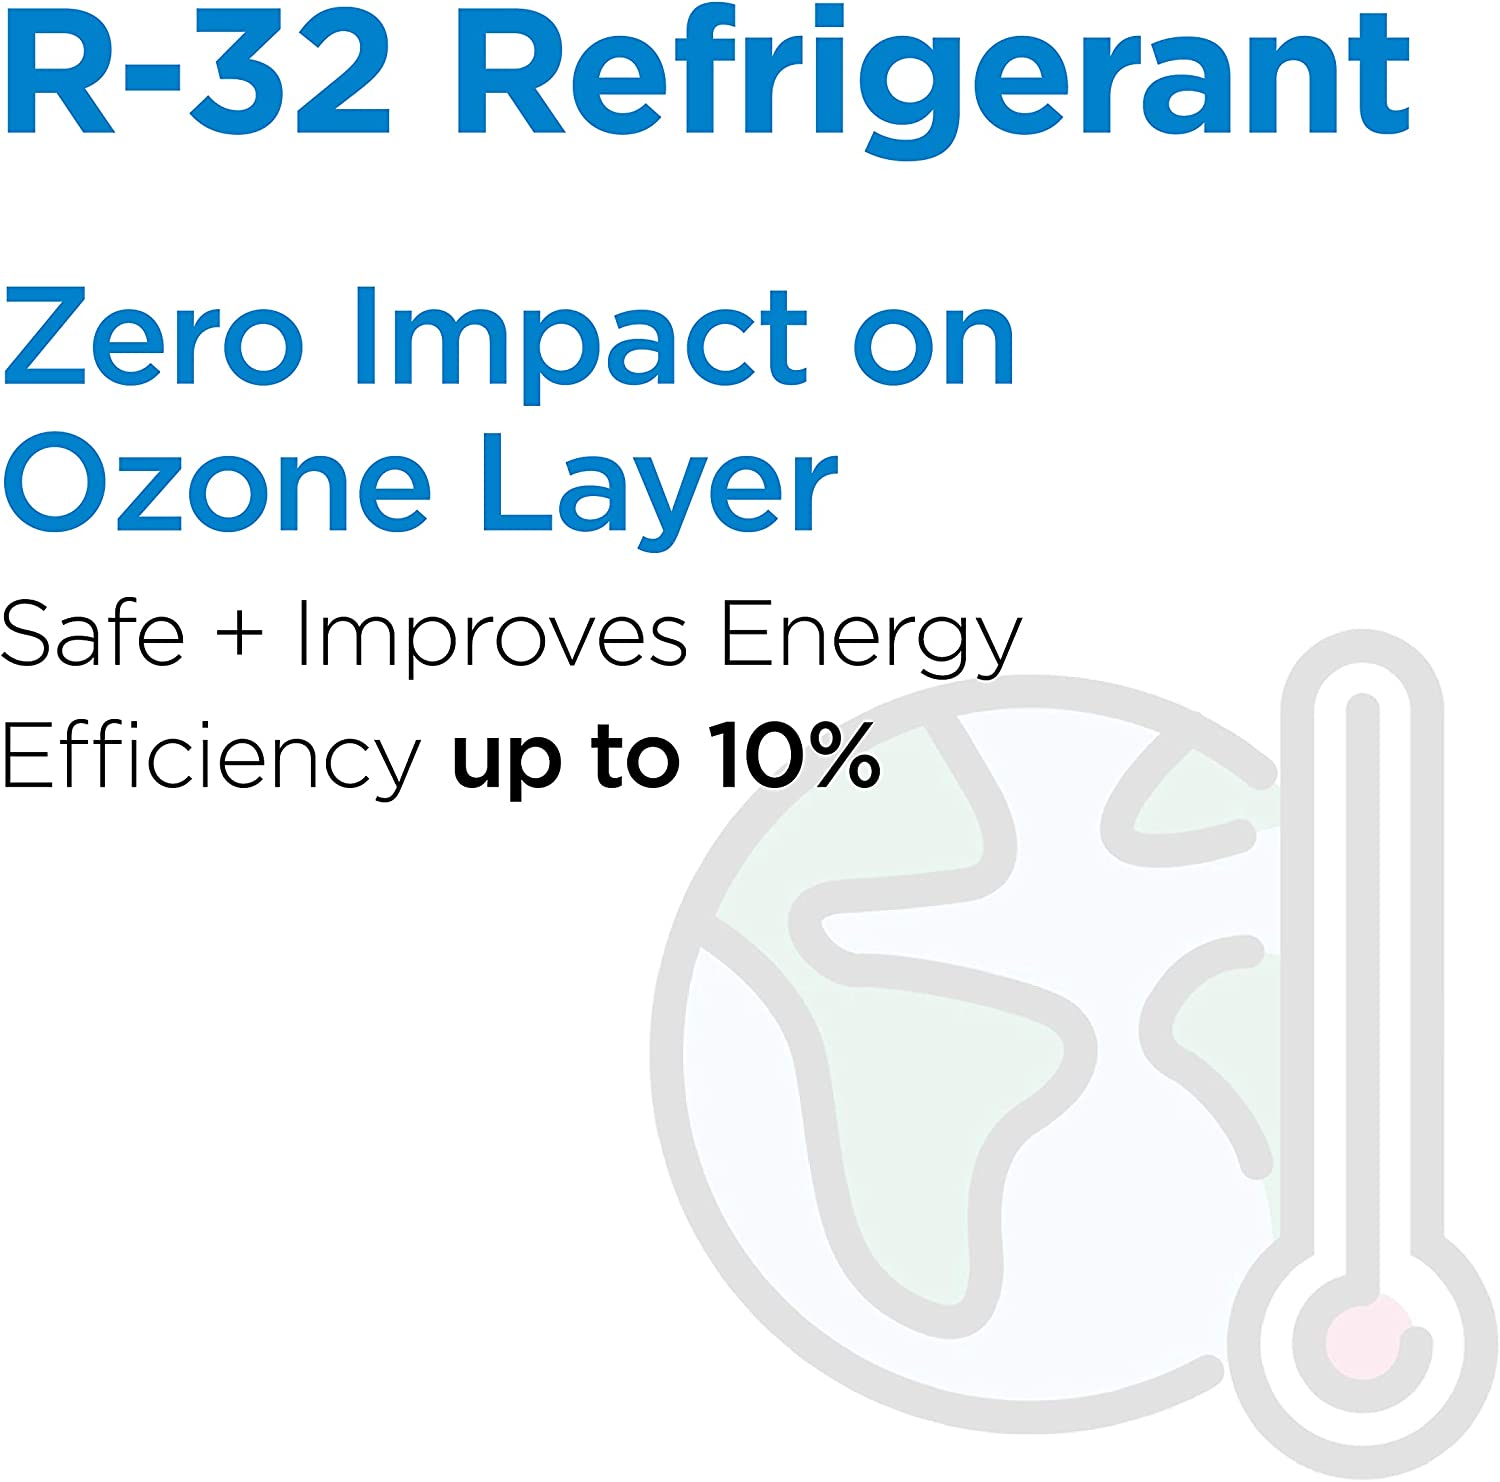 R-32 Refrigerant
Zero Impact on
Ozone Layer
Safe + Improves Energy
Efficiency up to 10%